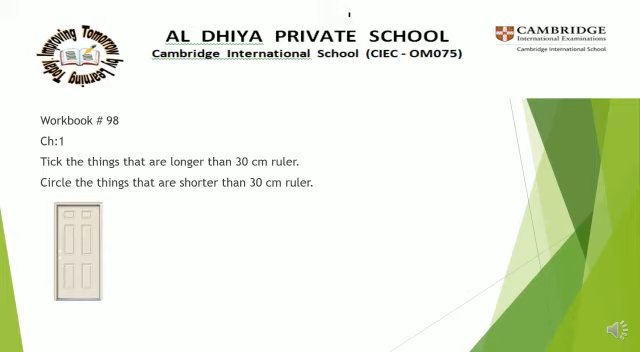 Improving Tomorrow
by Learning Today
AL DHIYA PRIVATE SCHOOL
Cambridge International School (CIEC - OM075)
CAMBRIDGE
International Examinations
Cambridge International School
Workbook # 98
Ch:1
Tick the things that are longer than 30 cm ruler.
Circle the things that are shorter than 30 cm ruler.